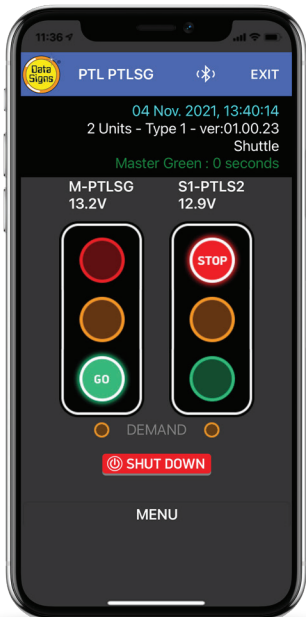 11:36
Data
Signs
PTL PTLSG
EXIT
04 Nov. 2021, 13:40:14
2 Units - Type 1 - ver:01.00.23
Shuttle
Master Green : 0 seconds
M-PTLSG S1-PTLS2
13.2V 12.9V
STOP
GO
DEMAND
SHUT DOWN
MENU